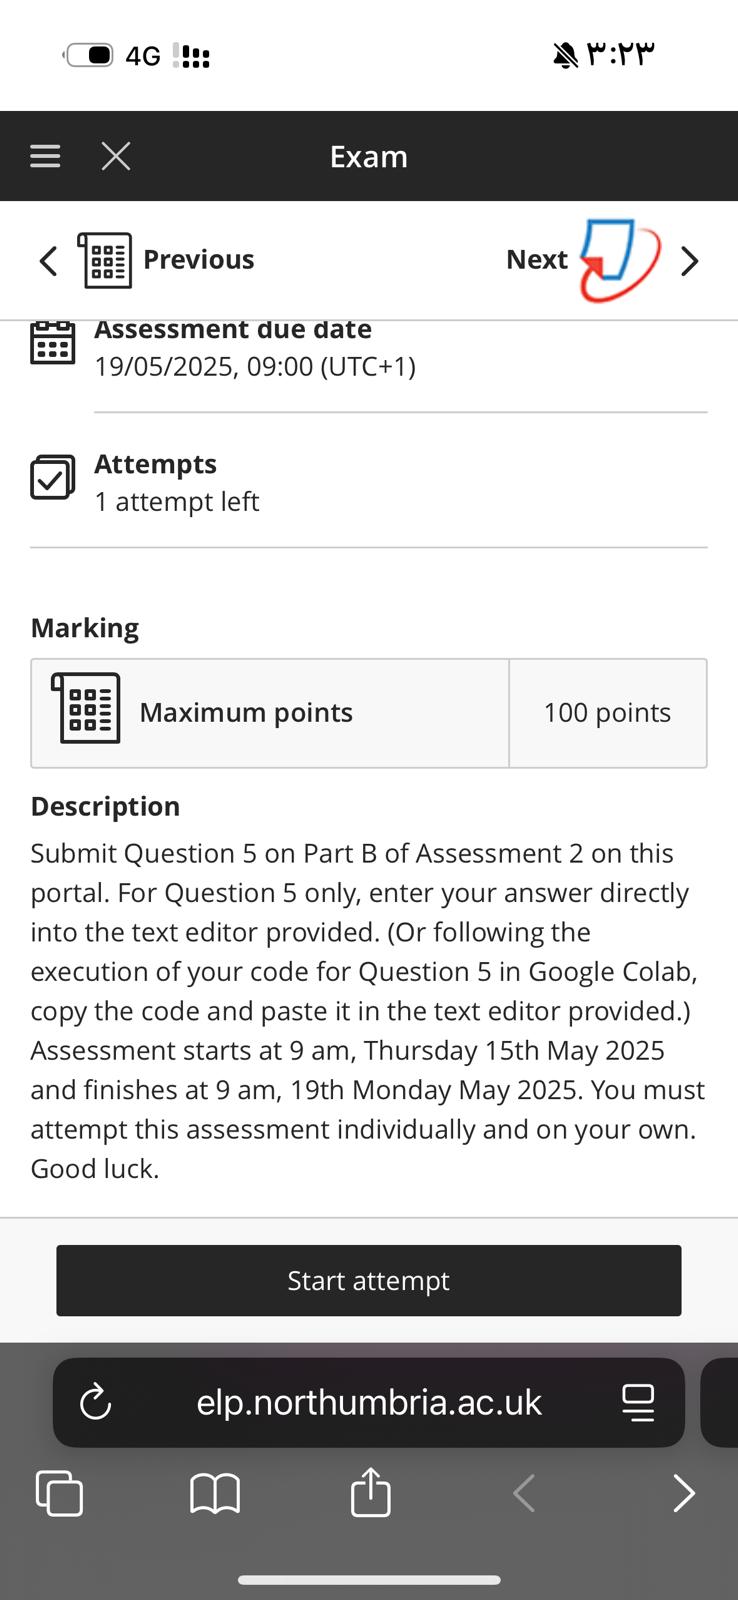 4G
٣:٢٣
Exam
Previous
Next
Assessment due date
19/05/2025, 09:00 (UTC+1)
Attempts
1 attempt left
Marking
Maximum points
100 points
Description
Submit Question 5 on Part B of Assessment 2 on this
portal. For Question 5 only, enter your answer directly
into the text editor provided. (Or following the
execution of your code for Question 5 in Google Colab,
copy the code and paste it in the text editor provided.)
Assessment starts at 9 am, Thursday 15th May 2025
and finishes at 9 am, 19th Monday May 2025. You must
attempt this assessment individually and on your own.
Good luck.
Start attempt
elp.northumbria.ac.uk